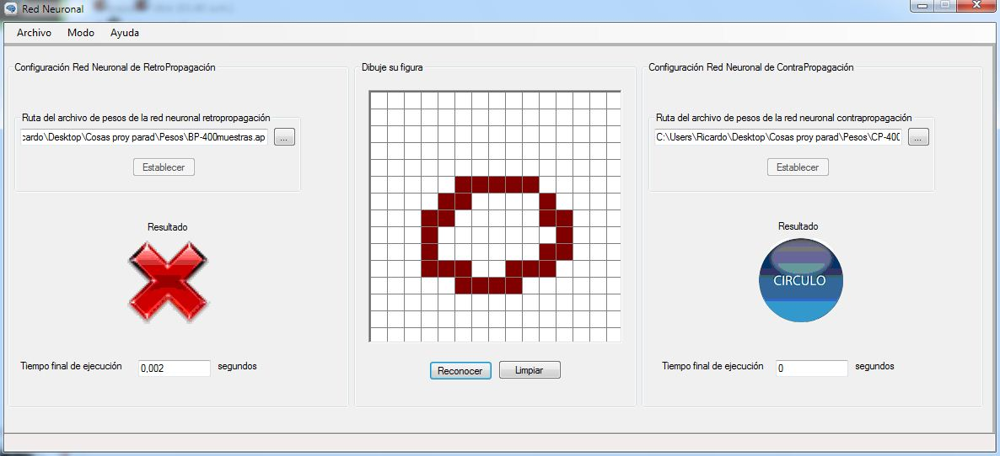 Red Neuronal
Archivo Modo Ayuda
Configuración Red Neuronal de RetroPropagación
Ruta del archivo de pesos de la red neuronal retropropagación
cardo\Desktop\Cosas proy parad\Pesos\BP-400muestras.ap
...
Establecer
Resultado
Tiempo final de ejecución 0,002 segundos
Dibuje su figura
Reconocer Limpiar
Configuración Red Neuronal de ContraPropagación
Ruta del archivo de pesos de la red neuronal contrapropagación
C:\Users\Ricardo\Desktop\Cosas proy parad\Pesos\CP-400
...
Establecer
Resultado
CIRCULO
Tiempo final de ejecución 0 segundos